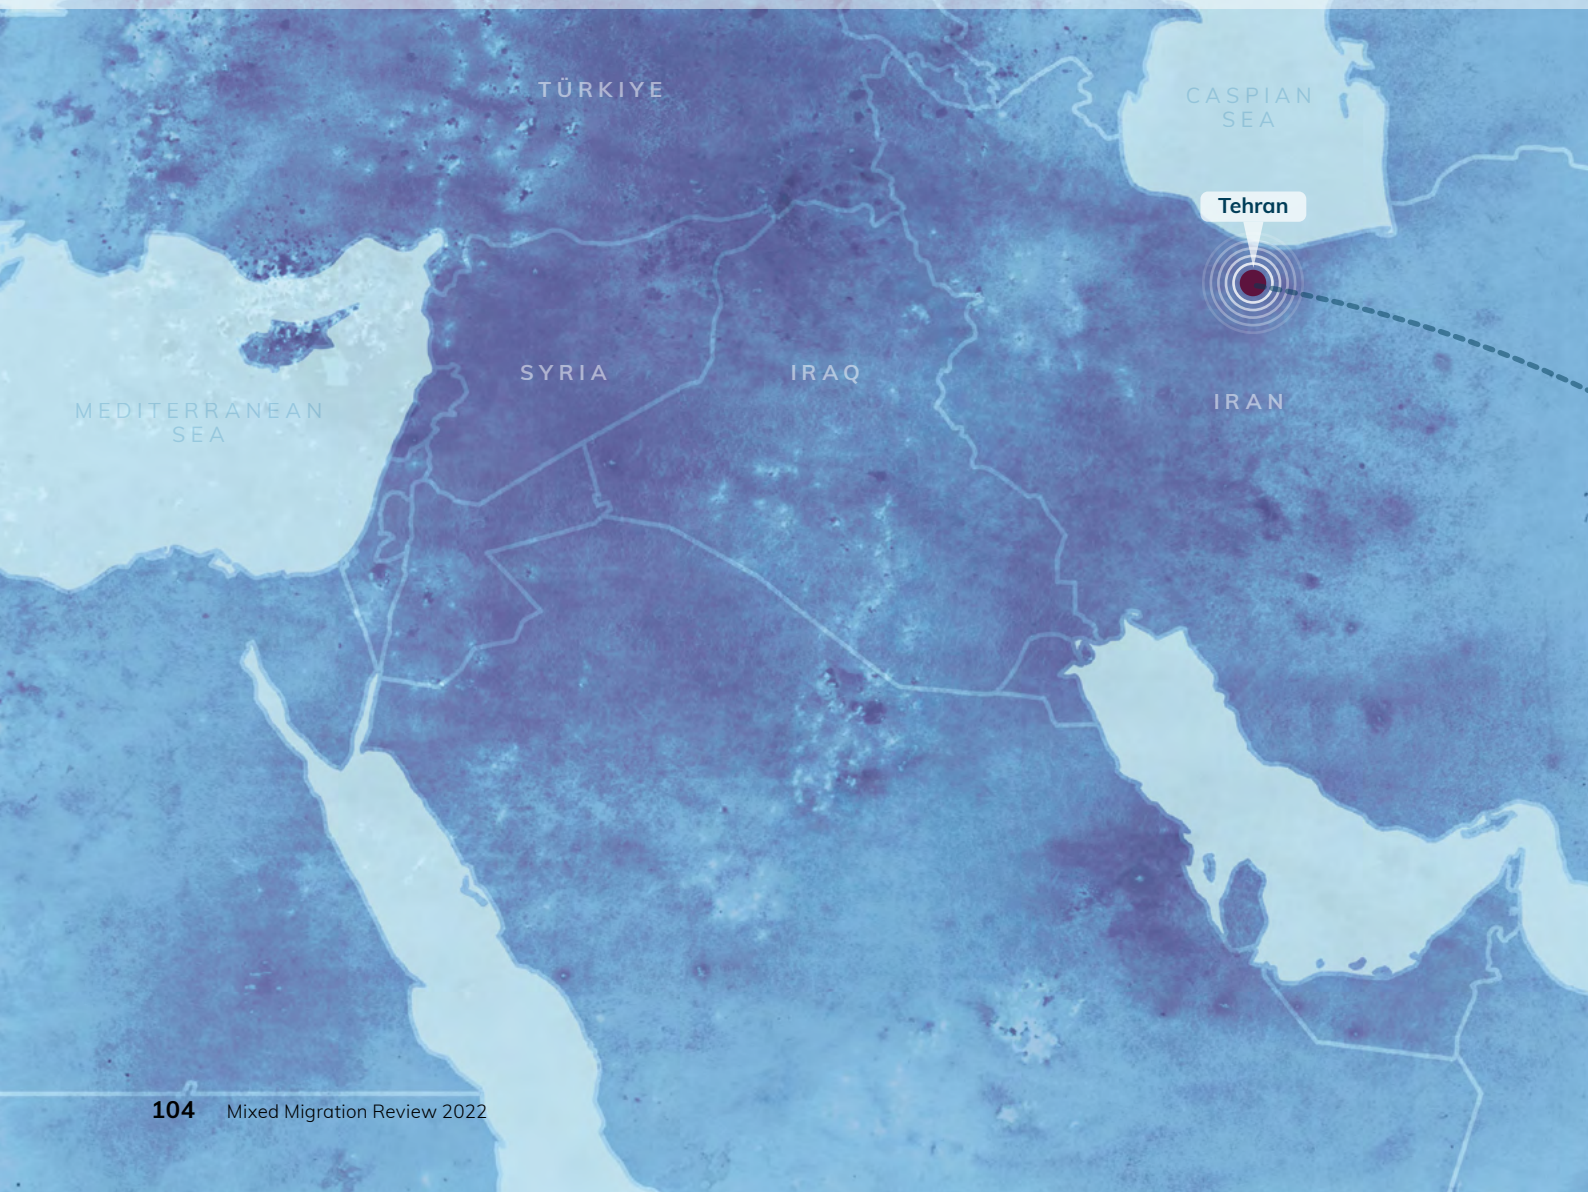 TÜRKIYE
CASPIAN
SEA
Tehran
SYRIA
IRAQ
IRAN
MEDITERRANEAN
SEA
104 Mixed Migration Review 2022